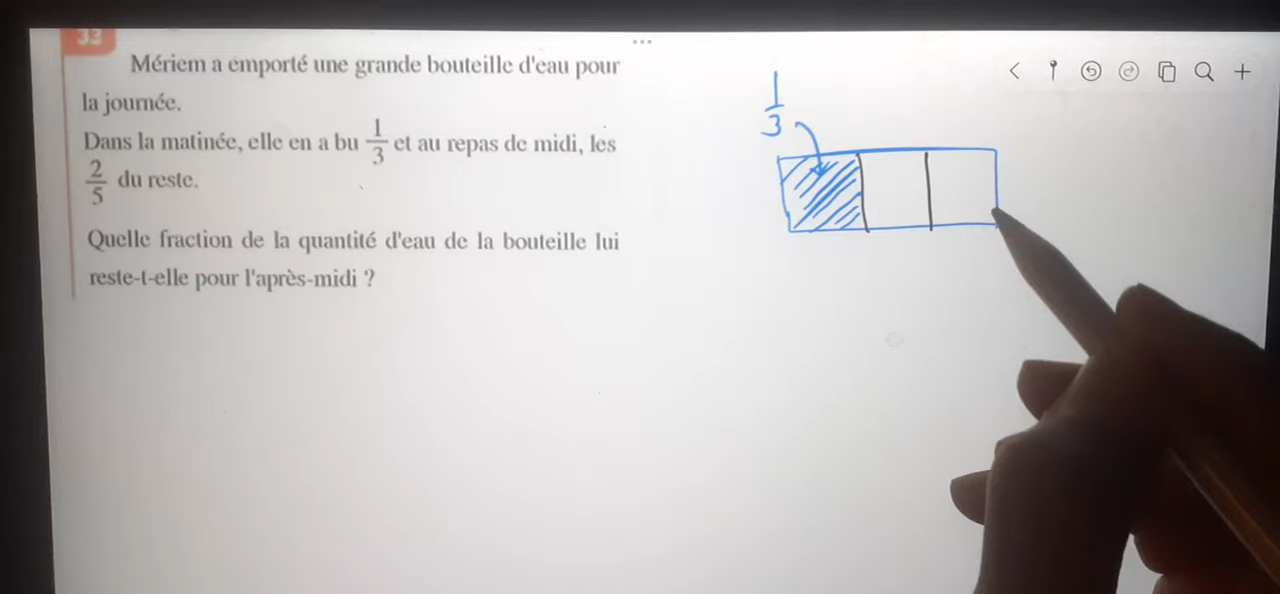 33
Mériem a emporté une grande bouteille d'eau pour
la journée.
Dans la matinée, elle en a bu 1/3 et au repas de midi, les
2/5 du reste.
Quelle fraction de la quantité d'eau de la bouteille lui
reste-t-elle pour l'après-midi ?
1/3